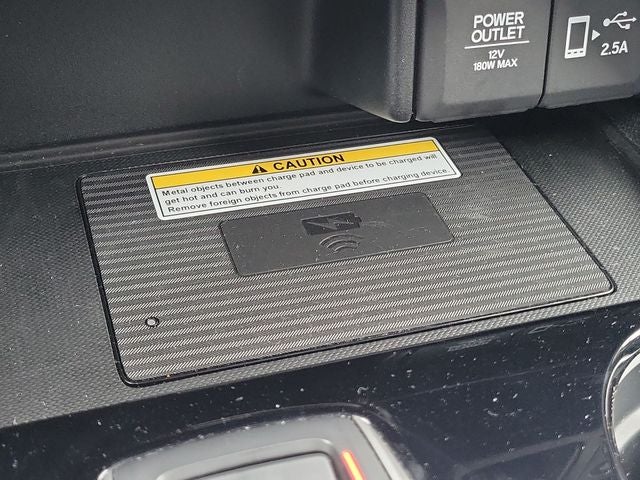 POWER
OUTLET
12V
180W MAX
2.5A
CAUTION
Metal objects between charge pad and device to be charged will
get hot and can burn you.
Remove foreign objects from charge pad before charging device.